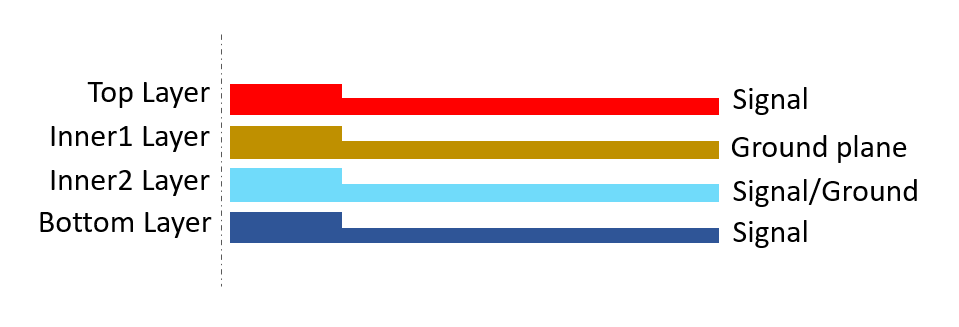 Top Layer
Signal
Inner1 Layer
Ground plane
Inner2 Layer
Signal/Ground
Bottom Layer
Signal